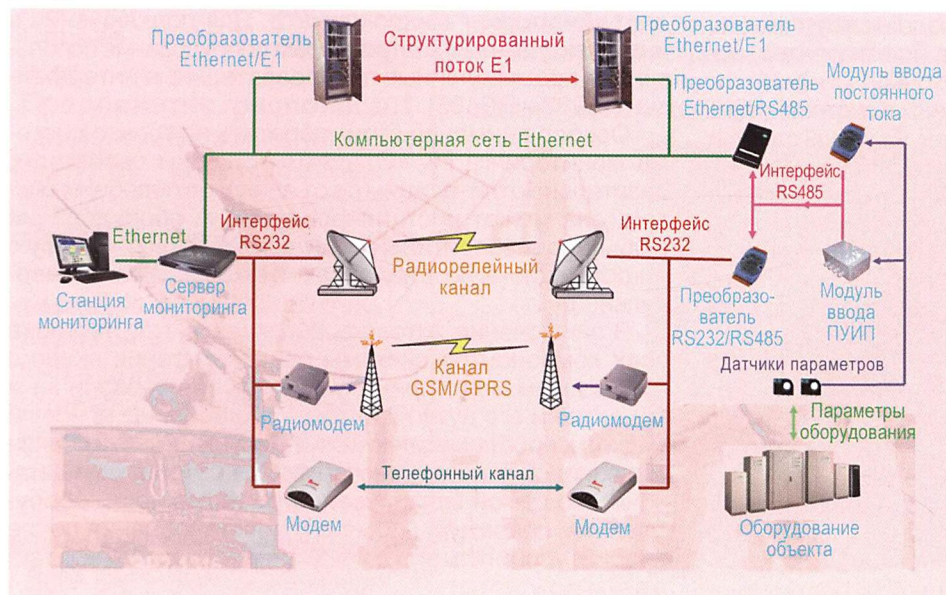 Преобразователь
Ethernet/E1
Структурированный
поток E1
Преобразователь
Ethernet/E1
Преобразователь
Ethernet/RS485
Модуль ввода
постоянного
тока
Компьютерная сеть Ethernet
Интерфейс
RS485
Ethernet
Интерфейс
RS232
Интерфейс
RS232
Радиорелейный
канал
Станция
мониторинга
Сервер
мониторинга
Преобразо-
ватель
RS232/RS485
Модуль
ввода
ПУИП
Канал
GSM/GPRS
Датчики параметров
Радиомодем
Радиомодем
Параметры
оборудования
Телефонный канал
Модем
Модем
Оборудование
объекта